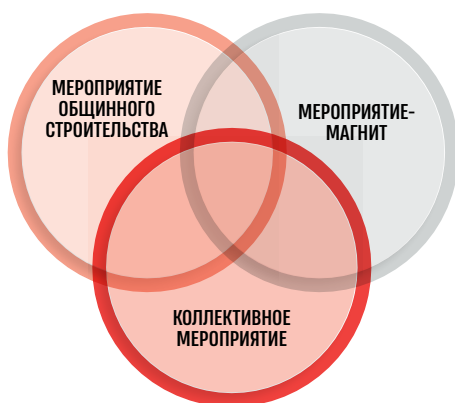 МЕРОПРИЯТИЕ
ОБЩИННОГО
СТРОИТЕЛЬСТВА
МЕРОПРИЯТИЕ-
МАГНИТ
КОЛЛЕКТИВНОЕ
МЕРОПРИЯТИЕ